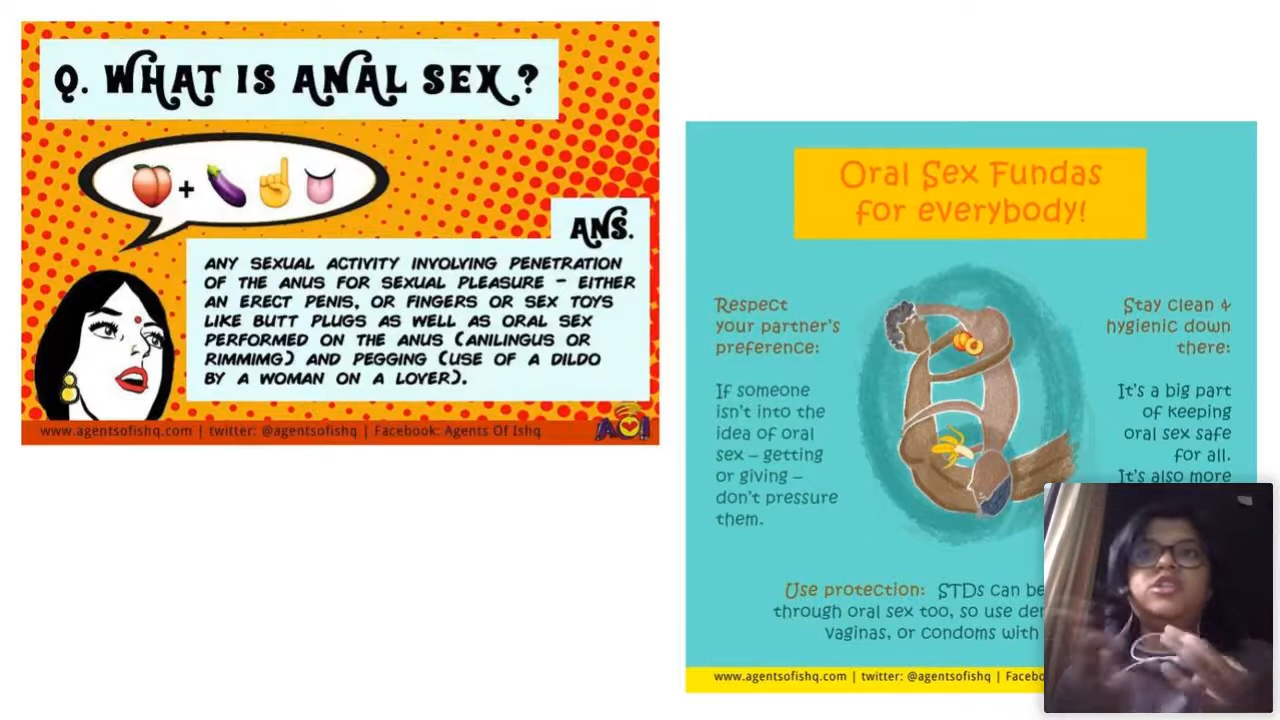 Q. WHAT IS ANAL SEX?
ANS.
ANY SEXUAL ACTIVITY INVOLVING PENETRATION
OF THE ANUS FOR SEXUAL PLEASURE – EITHER
AN ERECT PENIS, OR FINGERS OR SEX TOYS
LIKE BUTT PLUGS AS WELL AS ORAL SEX
PERFORMED ON THE ANUS (ANILINGUS OR
RIMMIMG) AND PEGGING (USE OF A DILDO
BY A WOMAN ON A LOVER).
www.agentsofishq.com | twitter: @agentsofishq | Facebook: Agents Of Ishq
AOI
Oral Sex Fundas
for everybody!
Respect
your partner's
preference:
If someone
isn't into the
idea of oral
sex – getting
or giving –
don't pressure
them.
Stay clean &
hygienic down
there:
It's a big part
of keeping
oral sex safe
for all.
It's also more
Use protection: STDs can be
through oral sex too, so use
vaginas, or condoms with
www.agentsofishq.com | twitter: @agentsofishq |